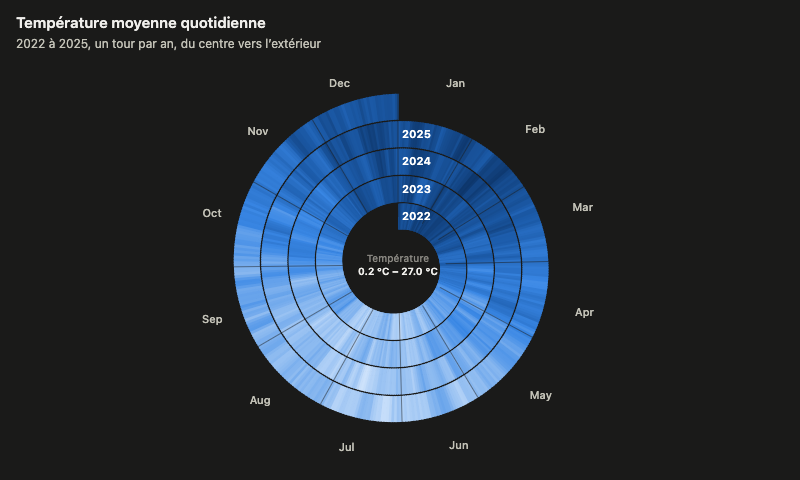 Température moyenne quotidienne
2022 à 2025, un tour par an, du centre vers l'extérieur
Dec
Jan
Nov
Feb
2025
2024
2023
Oct
Mar
2022
Température
0.2 °C – 27.0 °C
Sep
Apr
Aug
May
Jul
Jun